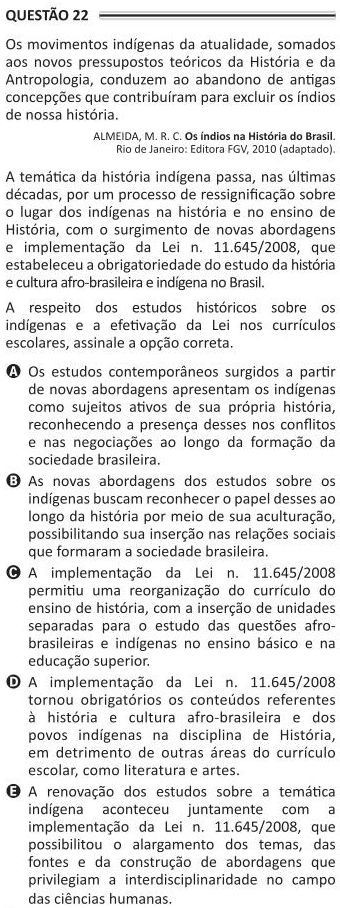 QUESTÃO 22
Os movimentos indígenas da atualidade, somados
aos novos pressupostos teóricos da História e da
Antropologia, conduzem ao abandono de antigas
concepções que contribuíram para excluir os índios
de nossa história.
ALMEIDA, M. R. C. Os índios na História do Brasil.
Rio de Janeiro: Editora FGV, 2010 (adaptado).
A temática da história indígena passa, nas últimas
décadas, por um processo de ressignificação sobre
o lugar dos indígenas na história e no ensino de
História, com o surgimento de novas abordagens
e implementação da Lei n. 11.645/2008, que
estabeleceu a obrigatoriedade do estudo da história
e cultura afro-brasileira e indígena no Brasil.
A respeito dos estudos históricos sobre os
indígenas e a efetivação da Lei nos currículos
escolares, assinale a opção correta.
A Os estudos contemporâneos surgidos a partir
de novas abordagens apresentam os indígenas
como sujeitos ativos de sua própria história,
reconhecendo a presença desses nos conflitos
e nas negociações ao longo da formação da
sociedade brasileira.
B As novas abordagens dos estudos sobre os
indígenas buscam reconhecer o papel desses ao
longo da história por meio de sua aculturação,
possibilitando sua inserção nas relações sociais
que formaram a sociedade brasileira.
C A implementação da Lei n. 11.645/2008
permitiu uma reorganização do currículo do
ensino de história, com a inserção de unidades
separadas para o estudo das questões afro-
brasileiras e indígenas no ensino básico e na
educação superior.
D A implementação da Lei n. 11.645/2008
tornou obrigatórios os conteúdos referentes
à história e cultura afro-brasileira e dos
povos indígenas na disciplina de História,
em detrimento de outras áreas do currículo
escolar, como literatura e artes.
E A renovação dos estudos sobre a temática
indígena aconteceu juntamente com a
implementação da Lei n. 11.645/2008, que
possibilitou o alargamento dos temas, das
fontes e da construção de abordagens que
privilegiam a interdisciplinaridade no campo
das ciências humanas.